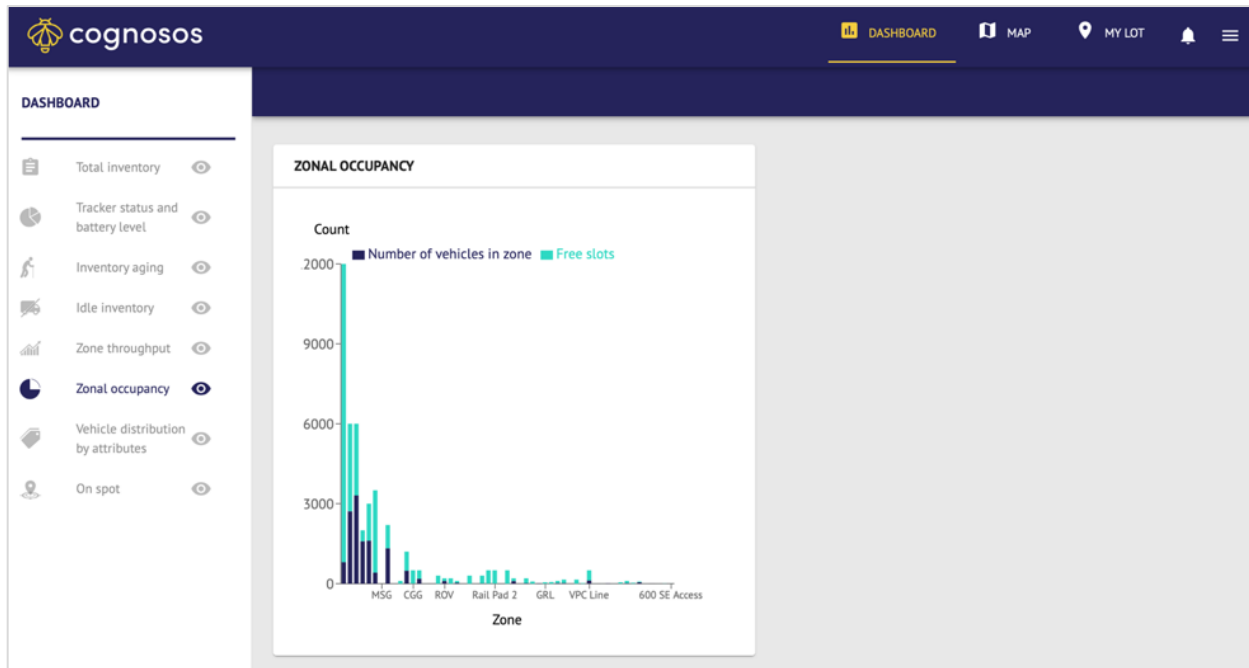 cognosos
DASHBOARD
MAP
MY LOT
DASHBOARD
Total inventory
Tracker status and
battery level
Inventory aging
Idle inventory
Zone throughput
Zonal occupancy
Vehicle distribution
by attributes
On spot
ZONAL OCCUPANCY
Count
Number of vehicles in zone Free slots
.2000
9000
6000
3000
0
MSG CGG ROV Rail Pad 2 GRL VPC Line 600 SE Access
Zone